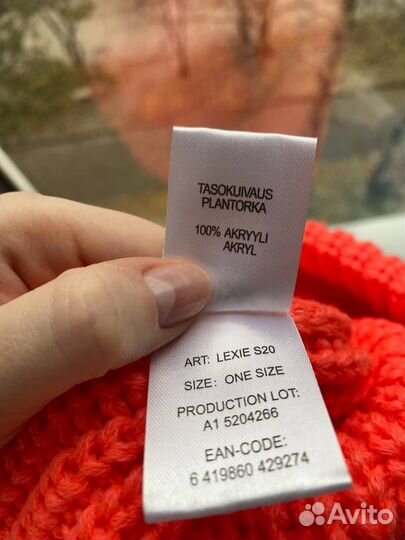 TASOKUIVAUS
PLANTORKA
100% AKRYYLI
AKRYL
ART: LEXIE S20
SIZE: ONE SIZE
PRODUCTION LOT:
A1 5204266
EAN-CODE:
6 419860 429274
Avito